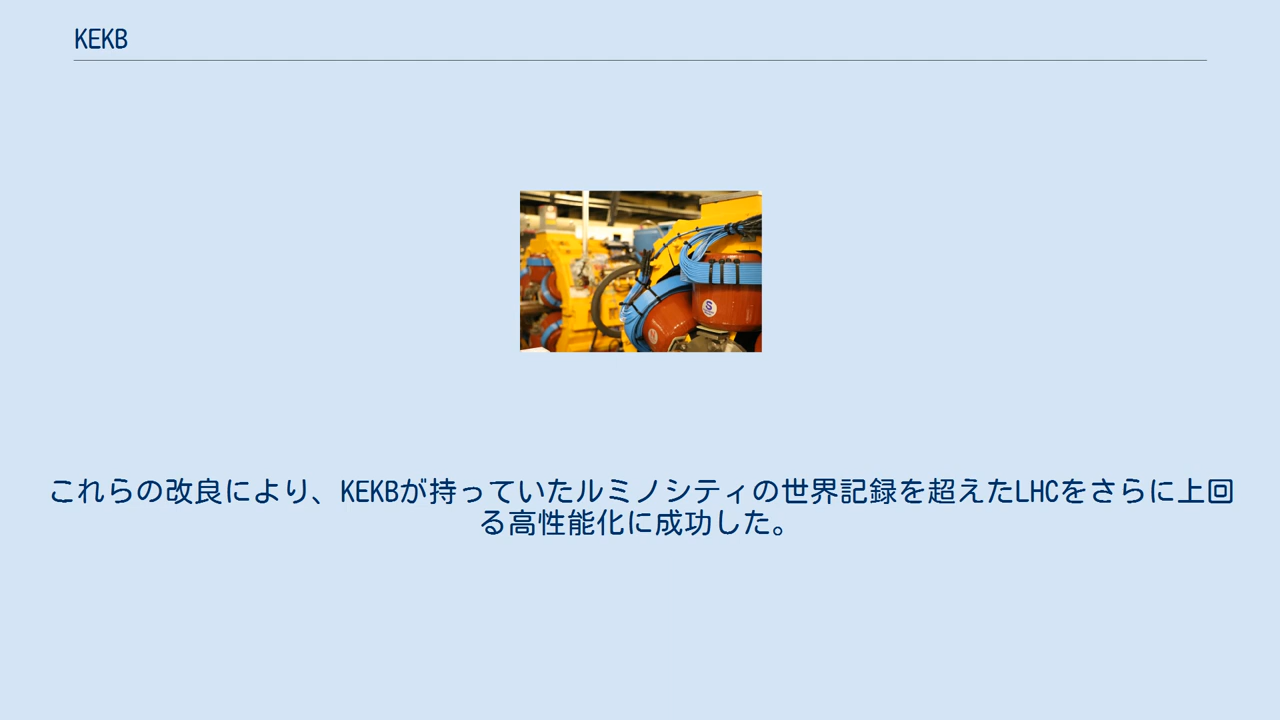 KEKB
これらの改良により、KEKBが持っていたルミノシティの世界記録を超えたLHCをさらに上回
る高性能化に成功した。